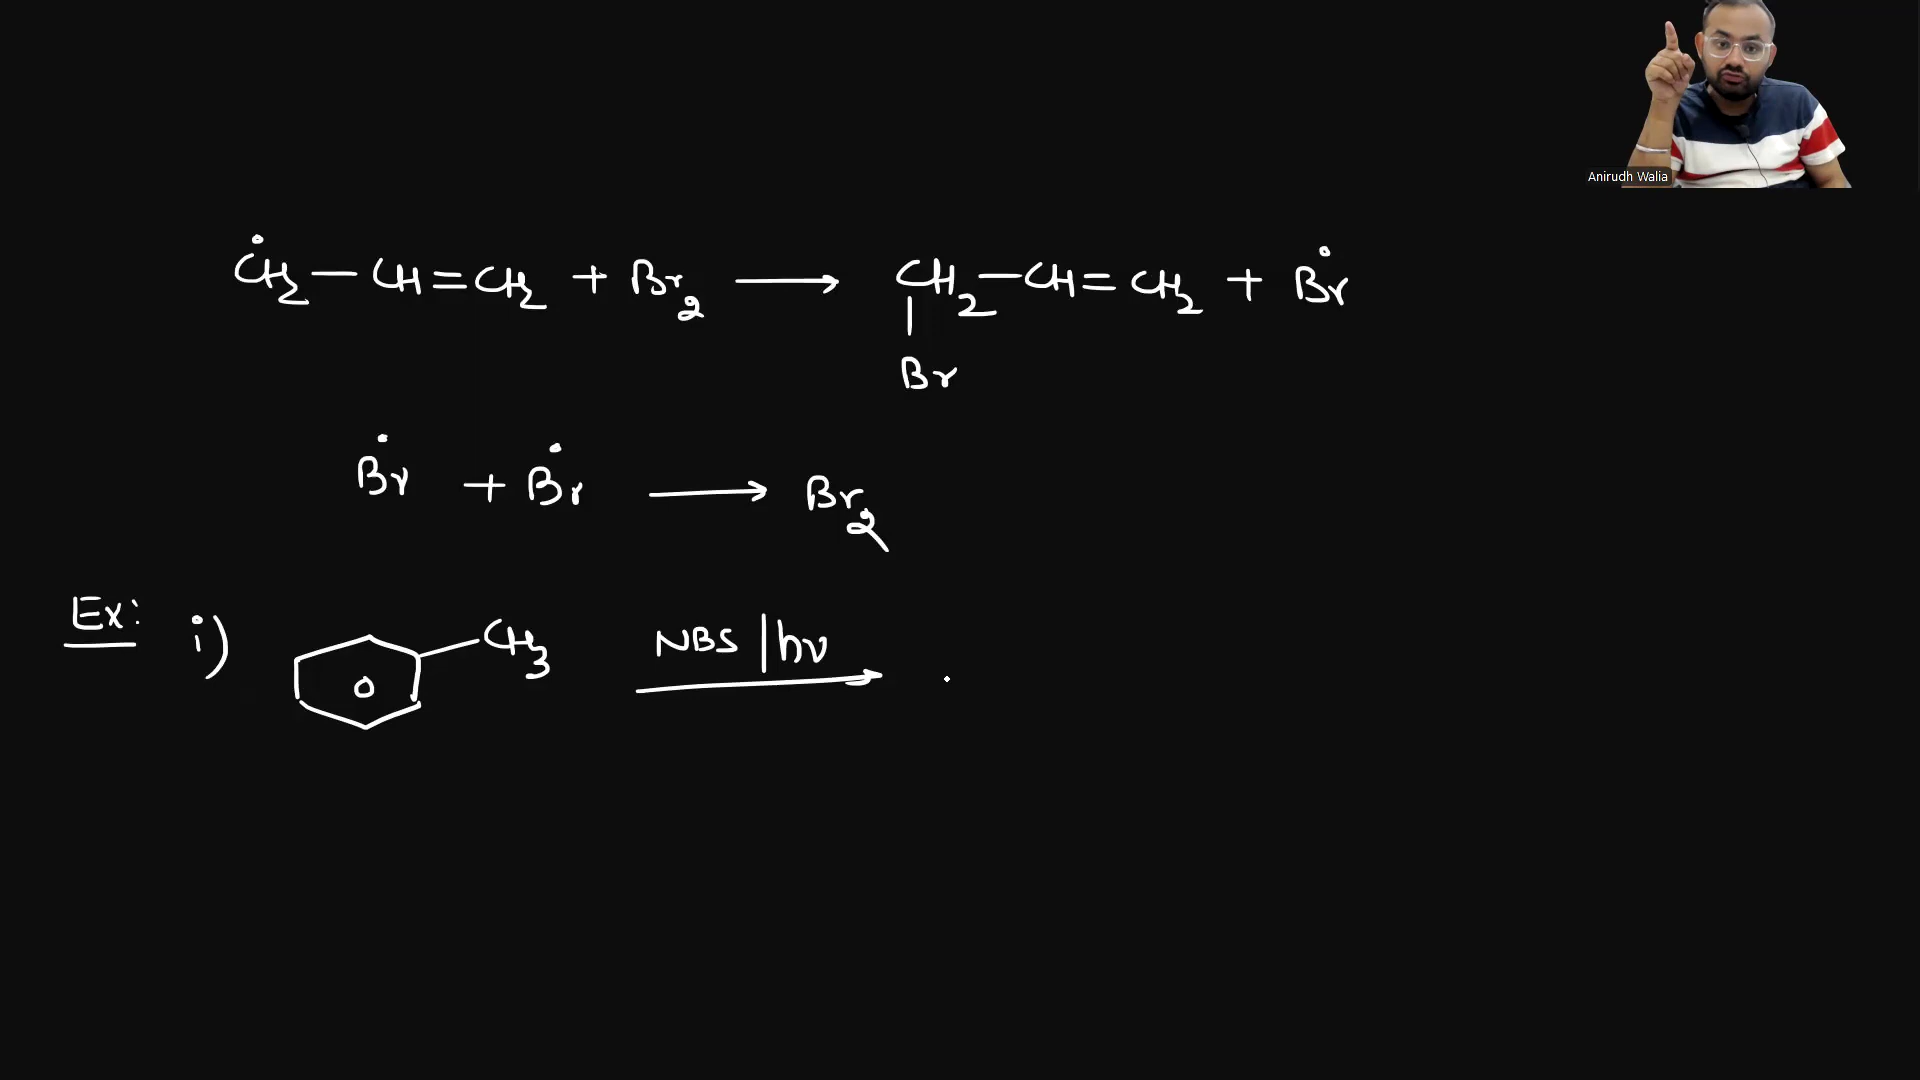 Anirudh Walia
ĊH₂—CH=CH₂ + Br₂ ⟶ CH₂—CH=CH₂ + Ḃr
|
Br
Ḃr + Ḃr ⟶ Br₂
Ex: i) CH₃ NBS | hν ⟶